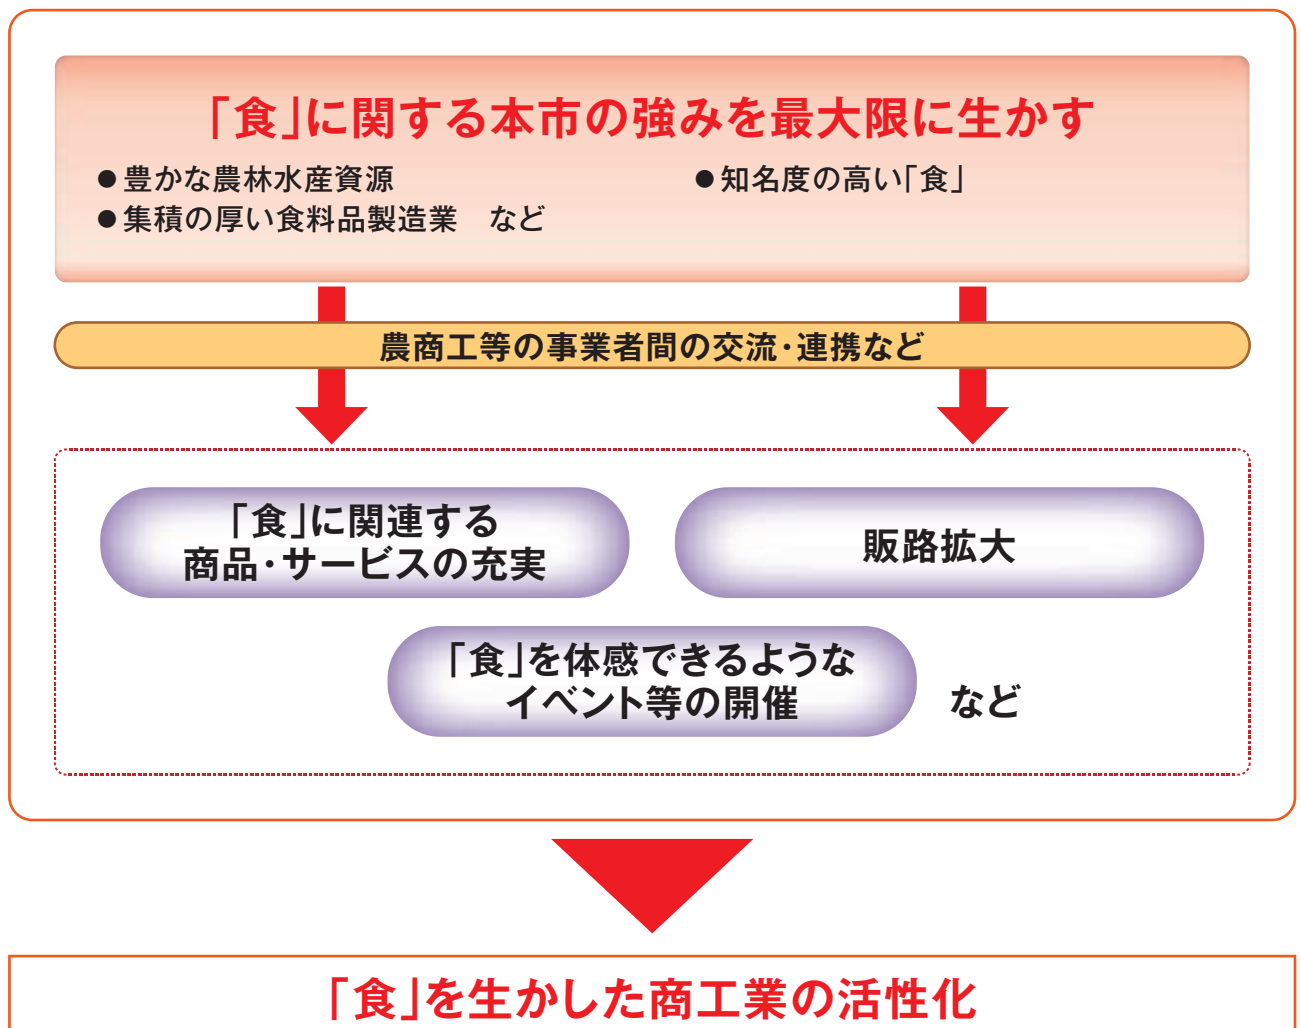 「食」に関する本市の強みを最大限に生かす
●豊かな農林水産資源
●知名度の高い「食」
●集積の厚い食料品製造業　など
農商工等の事業者間の交流・連携など
「食」に関連する
商品・サービスの充実
販路拡大
「食」を体感できるような
イベント等の開催
など
「食」を生かした商工業の活性化